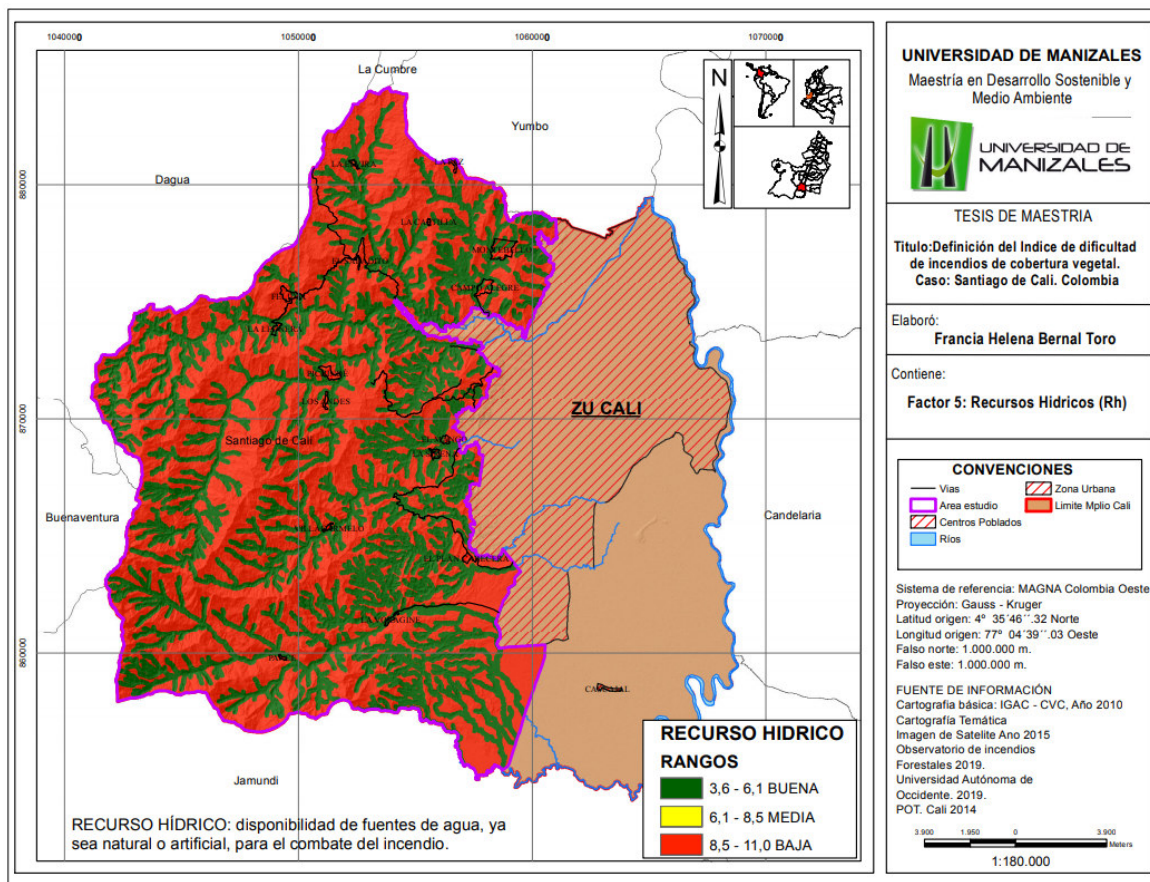 1040000
1050000
1060000
1070000
La Cumbre
Yumbo
Dagua
880000
870000
860000
N
LA PAZ
LA CASTILLA
MONTEBELLO
CAMPO ALEGRE
LOS ANDES
ZU CALI
Santiago de Cali
Buenaventura
Candelaria
VILLACARMELO
LA VORAGINE
Jamundi
RECURSO HÍDRICO: disponibilidad de fuentes de agua, ya
sea natural o artificial, para el combate del incendio.
RECURSO HIDRICO
RANGOS
3,6 - 6,1 BUENA
6,1 - 8,5 MEDIA
8,5 - 11,0 BAJA
UNIVERSIDAD DE MANIZALES
Maestría en Desarrollo Sostenible y
Medio Ambiente
UNIVERSIDAD DE
MANIZALES
TESIS DE MAESTRIA
Titulo:Definición del Indice de dificultad
de incendios de cobertura vegetal.
Caso: Santiago de Cali. Colombia
Elaboró:
Francia Helena Bernal Toro
Contiene:
Factor 5: Recursos Hidricos (Rh)
CONVENCIONES
Vias
Zona Urbana
Area estudio
Limite Mplio Cali
Centros Poblados
Ríos
Sistema de referencia: MAGNA Colombia Oeste
Proyección: Gauss - Kruger
Latitud origen: 4º 35´46´´.32 Norte
Longitud origen: 77º 04´39´´.03 Oeste
Falso norte: 1.000.000 m.
Falso este: 1.000.000 m.
FUENTE DE INFORMACIÓN
Cartografia básica: IGAC - CVC, Año 2010
Cartografía Temática
Imagen de Satelite Ano 2015
Observatorio de incendios
Forestales 2019.
Universidad Autónoma de
Occidente. 2019.
POT. Cali 2014
3.900 1.950 0 3.900
Meters
1:180.000